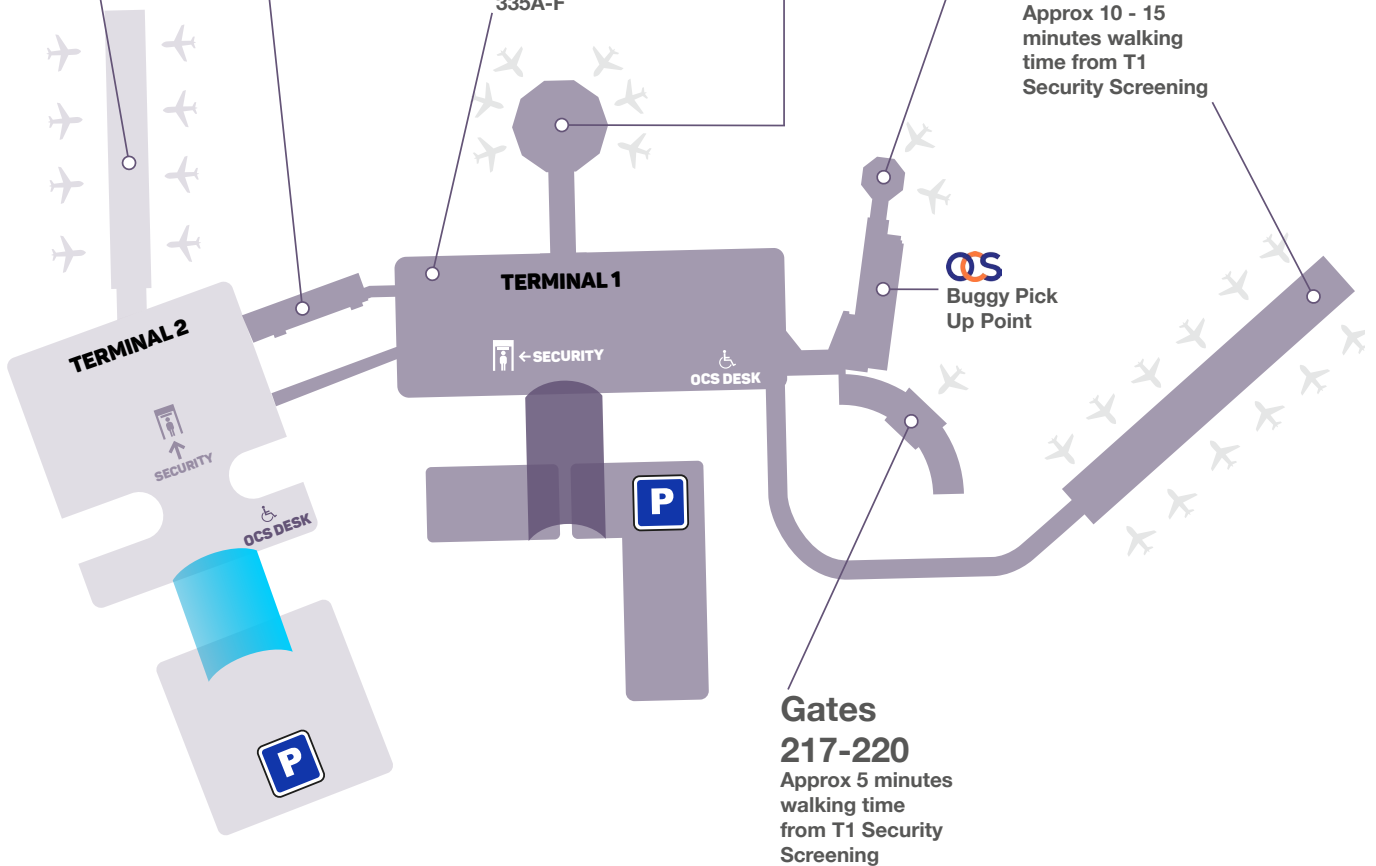 335A-F
Approx 10 - 15
minutes walking
time from T1
Security Screening
TERMINAL 1
TERMINAL 2
OCS
Buggy Pick
Up Point
←SECURITY
OCS DESK
SECURITY
OCS DESK
P
P
Gates
217-220
Approx 5 minutes
walking time
from T1 Security
Screening